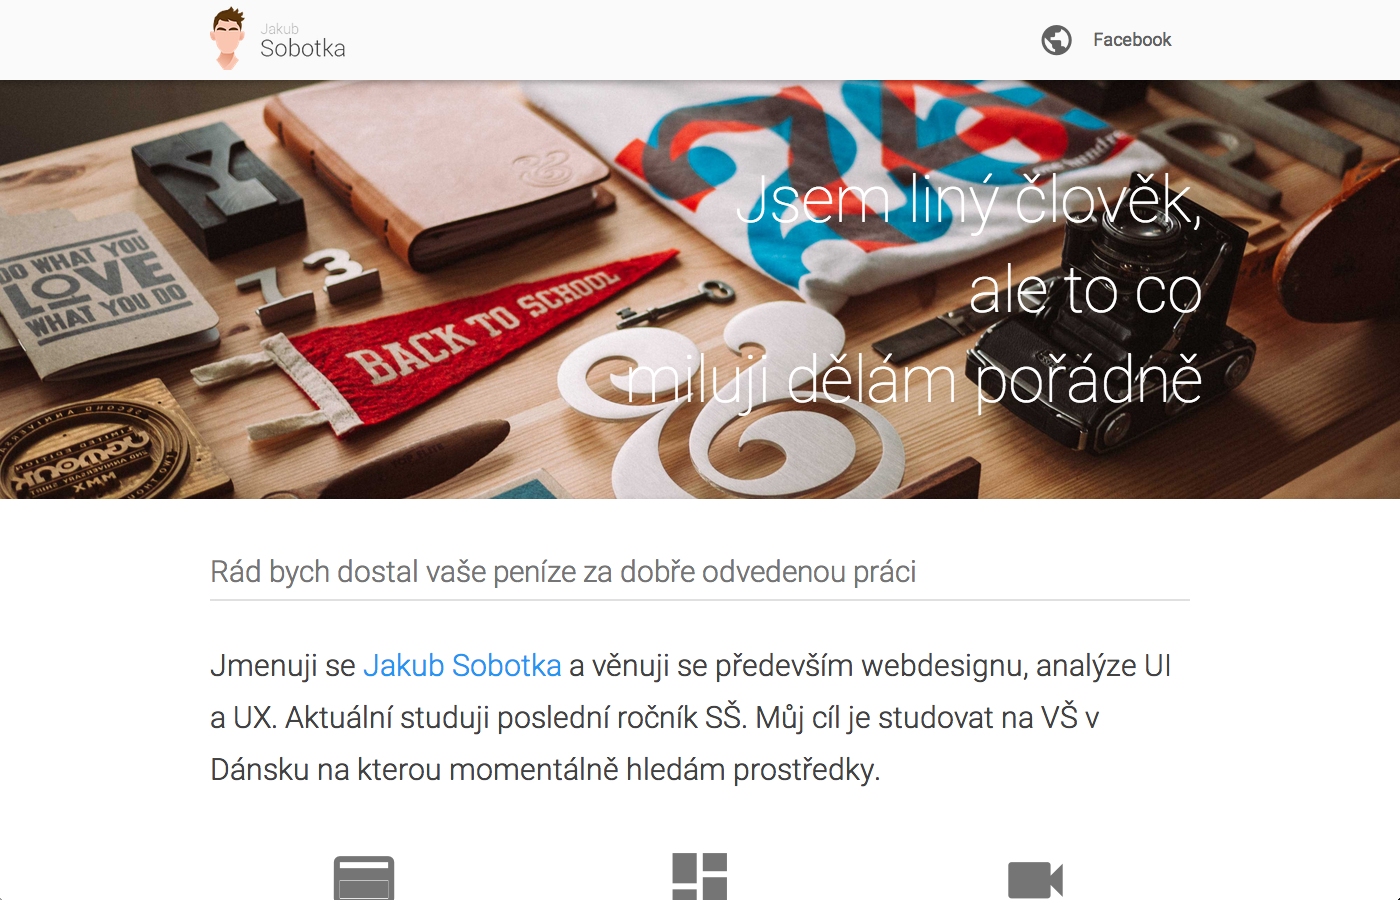 Jakub
Sobotka
Facebook
Jsem líný člověk,
ale to co
miluji dělám pořádně
Y
73
DO WHAT YOU
LOVE
WHAT YOU DO
BACK TO SCHOOL
&
Rád bych dostal vaše peníze za dobře odvedenou práci
Jmenuji se Jakub Sobotka a věnuji se především webdesignu, analýze UI
a UX. Aktuální studuji poslední ročník SŠ. Můj cíl je studovat na VŠ v
Dánsku na kterou momentálně hledám prostředky.